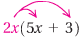 2x(5x + 3)